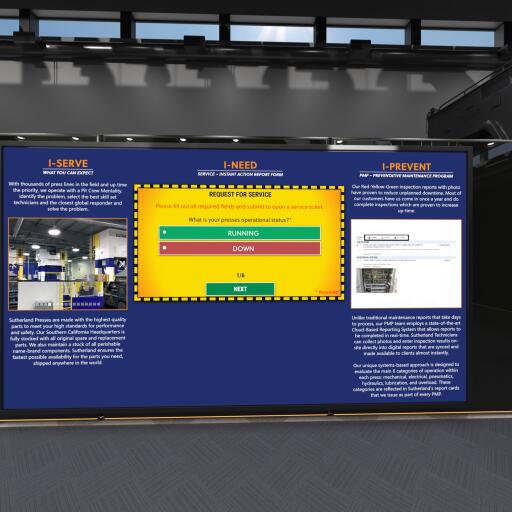 I-SERVE
WHAT YOU CAN EXPECT
With thousands of press lines in the field and up time
the priority, we operate with a Pit Crew Mentality.
Identify the problem, select the best skill set
technicians and the closest global responder and
solve the problem.
Sutherland Presses are made with the highest quality
parts to meet your high standards for performance
and safety. Our Southern California Headquarters is
fully stocked with all original spare and replacement
parts. We also maintain a stock of all perishable
name-brand components. Sutherland ensures the
fastest possible availability for the parts you need,
shipped anywhere in the world.
I-NEED
SERVICE - INSTANT ACTION REPORT FORM
REQUEST FOR SERVICE
Please fill out all required fields and submit to open a service ticket.
What is your presses operational status?*
RUNNING
DOWN
1/6
NEXT
* Required
I-PREVENT
PMP - PREVENTIVE MAINTENANCE PROGRAM
Our Red-Yellow-Green inspection reports with photo
have proven to reduce unplanned downtime. Most of
our customers have us come in once a year and do
complete inspections which are proven to increase
up-time.
Unlike traditional maintenance reports that take days
to process, our PMP team employs a state-of-the-art
Cloud-Based Reporting System that allows reports to
be completed in real-time. Sutherland Technicians
can collect photos and enter inspection results on-
site directly into digital reports that are synced and
made available to clients almost instantly.
Our unique systems-based approach is designed to
evaluate the main 6 categories of operation within
each press: mechanical, electrical, pneumatics,
hydraulics, lubrication, and overload. These
categories are reflected in Sutherland's report cards
that we issue as part of every PMP.